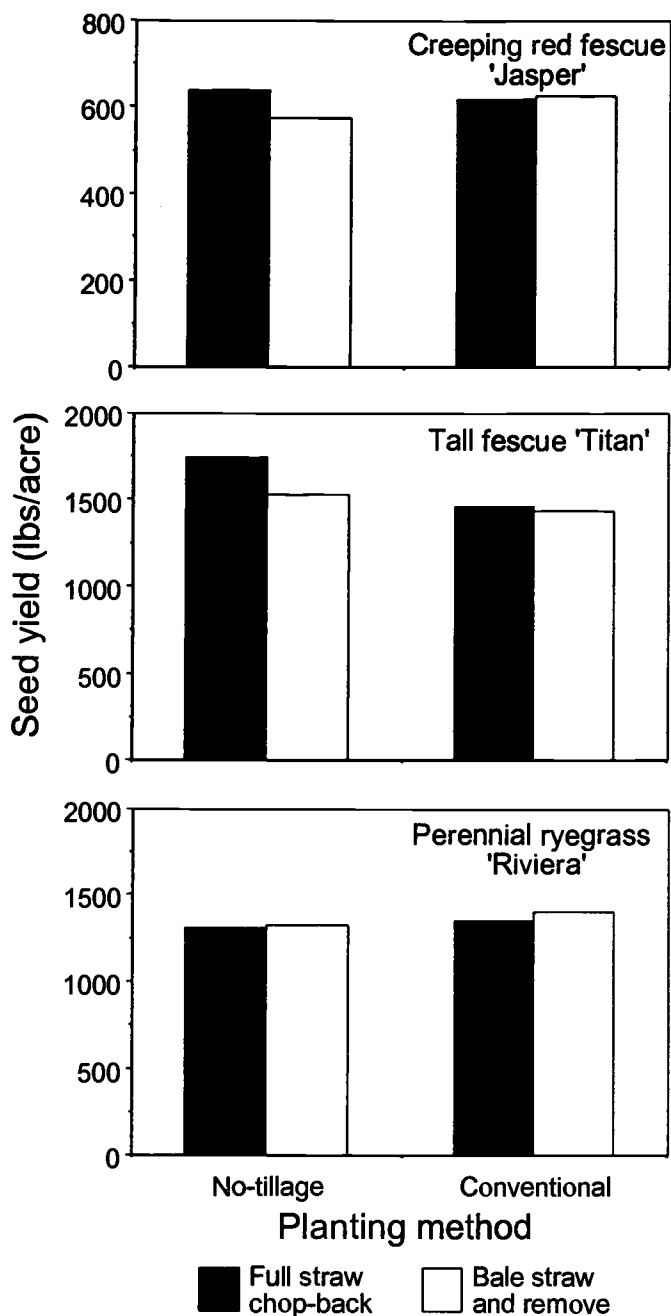 Seed yield (lbs/acre)
800
600
400
200
0
Creeping red fescue
'Jasper'
2000
1500
1000
500
0
Tall fescue 'Titan'
2000
1500
1000
500
0
Perennial ryegrass
'Riviera'
No-tillage
Conventional
Planting method
Full straw
chop-back
Bale straw
and remove